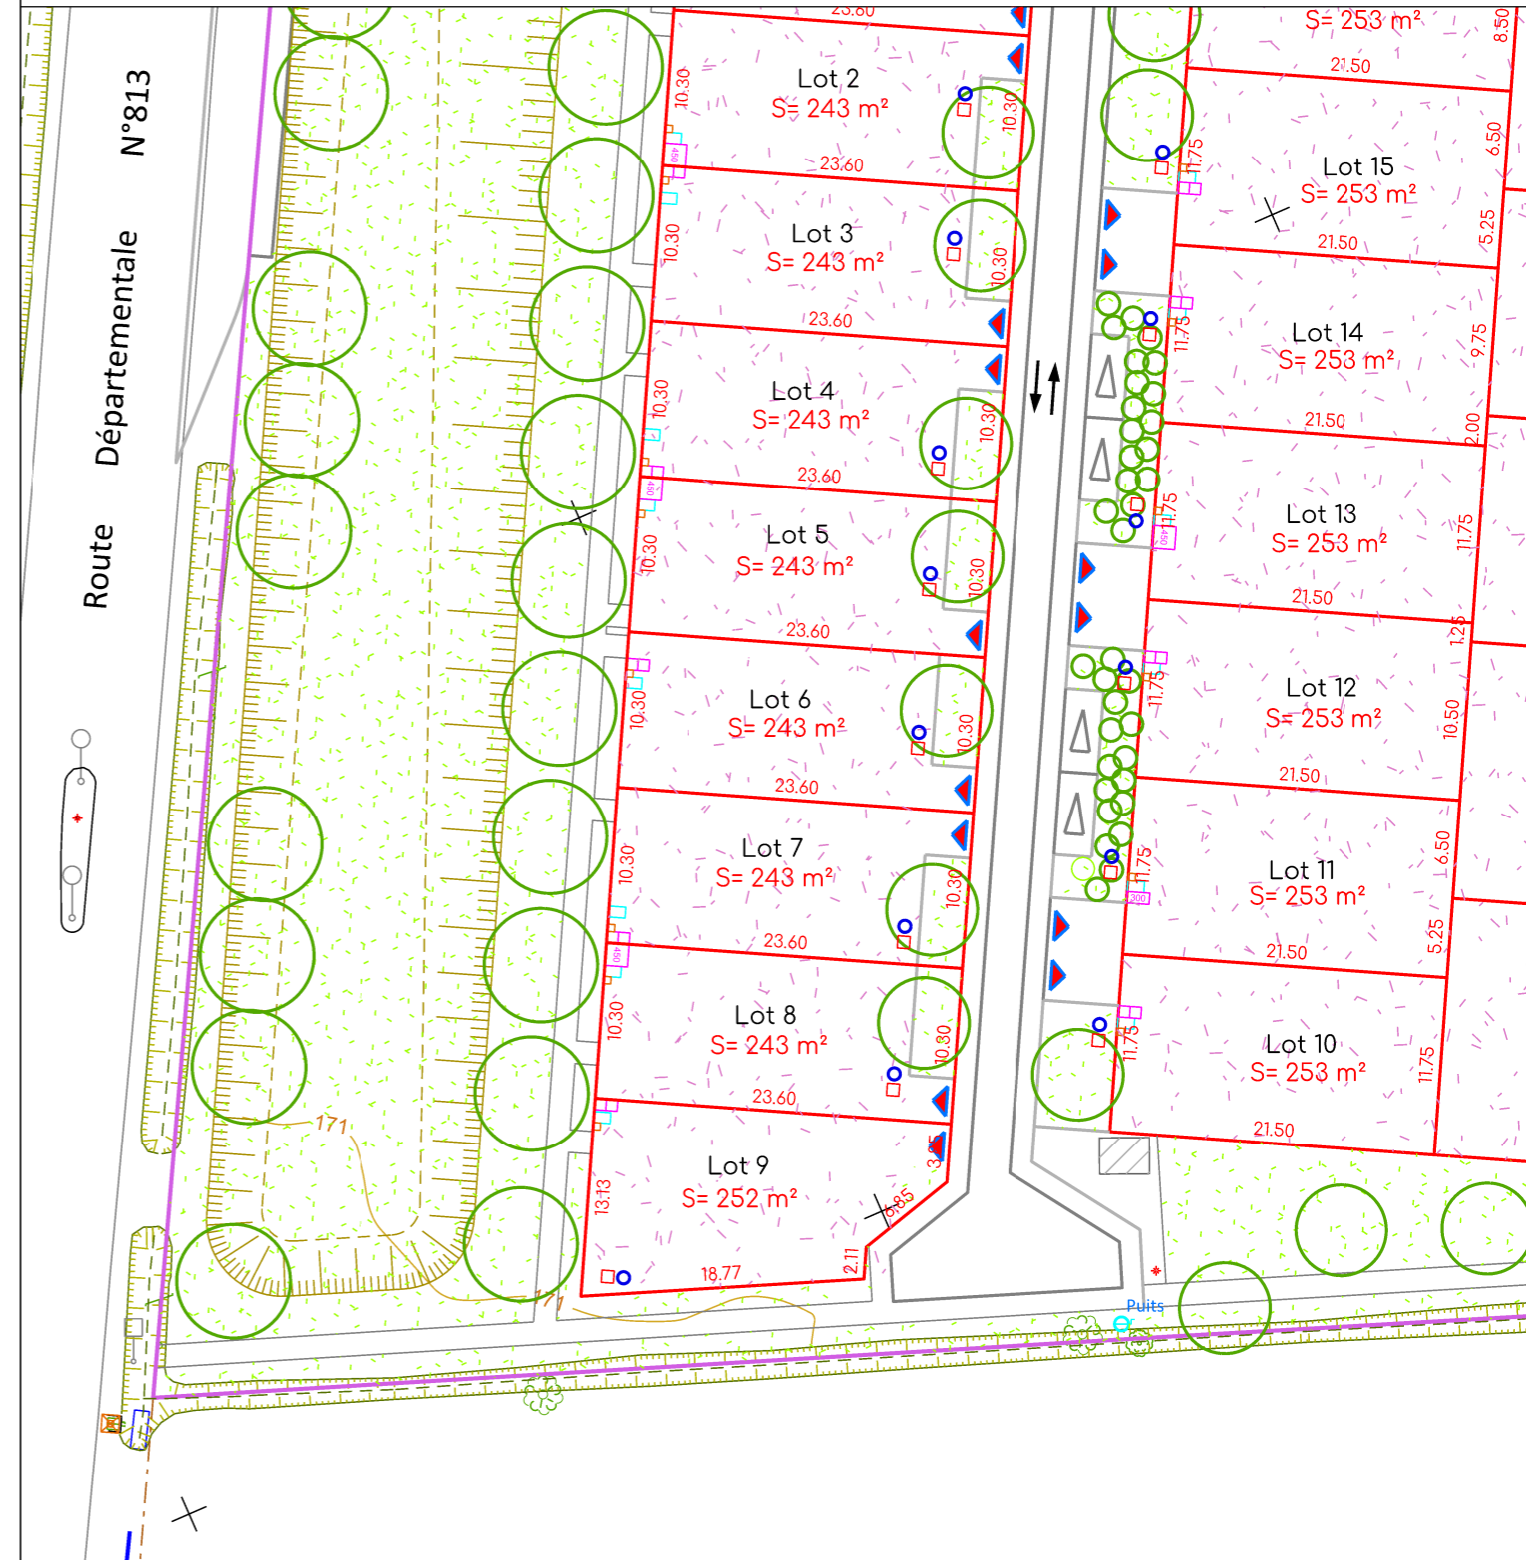 Route Départementale N°813
23.60
Lot 2
S= 243 m²
10.30
10.30
450
23.60
Lot 3
S= 243 m²
10.30
10.30
23.60
Lot 4
S= 243 m²
10.30
10.30
23.60
450
Lot 5
S= 243 m²
10.30
10.30
23.60
Lot 6
S= 243 m²
10.30
10.30
23.60
Lot 7
S= 243 m²
10.30
10.30
23.60
450
Lot 8
S= 243 m²
10.30
10.30
23.60
Lot 9
S= 252 m²
13.13
6.85
2.11
18.77
171
171
S= 253 m²
8.50
21.50
Lot 15
S= 253 m²
11.75
6.50
5.25
21.50
Lot 14
S= 253 m²
11.75
9.75
2.00
21.50
Lot 13
S= 253 m²
11.75
450
11.75
21.50
1.25
Lot 12
S= 253 m²
11.75
10.50
21.50
Lot 11
S= 253 m²
11.75
300
6.50
5.25
21.50
Lot 10
S= 253 m²
11.75
11.75
21.50
Puits